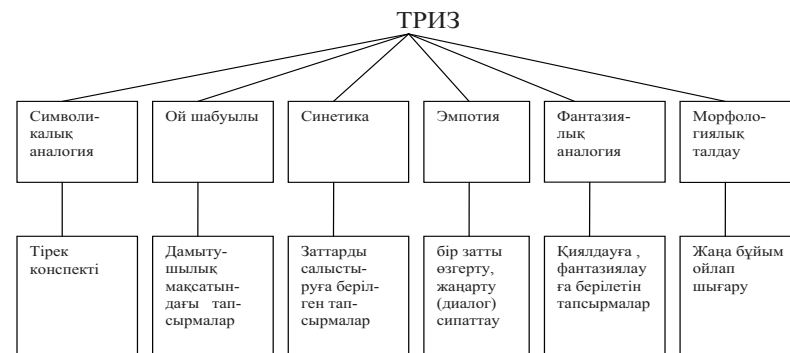 ТРИЗ
Символи-
калық
аналогия
Ой шабуылы
Синетика
Эмпотия
Фантазия-
лық
аналогия
Морфоло-
гиялық
талдау
Тірек
конспекті
Дамыту-
шылық
мақсатын-
дағы тап-
сырмалар
Заттарды
салысты-
руға беріл-
ген тап-
сырмалар
бір затты
өзгерту,
жаңарту
(диалог)
сипаттау
Қиялдауға ,
фантазиялау
ға берілетін
тапсырмалар
Жаңа бұйым
ойлап
шығару